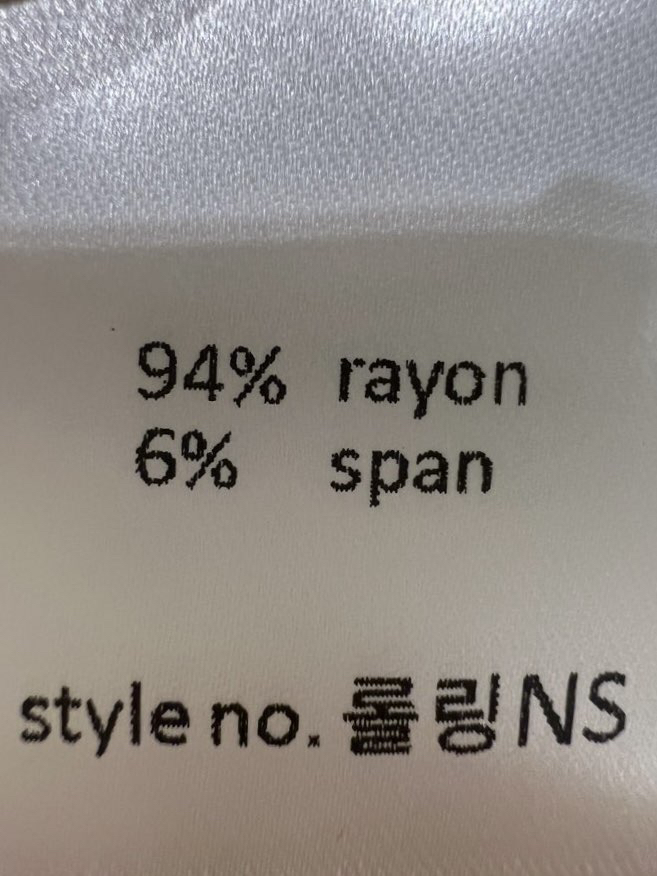 94% rayon
6% span
style no. 롤링NS